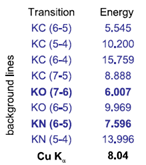 Transition Energy
KC (6-5) 5.545
KC (5-4) 10.200
KC (6-4) 15.759
KC (7-5) 8.888
KO (7-6) 6.007
KO (6-5) 9.969
KN (6-5) 7.596
KN (5-4) 13.996
Cu Kα 8.04
background lines